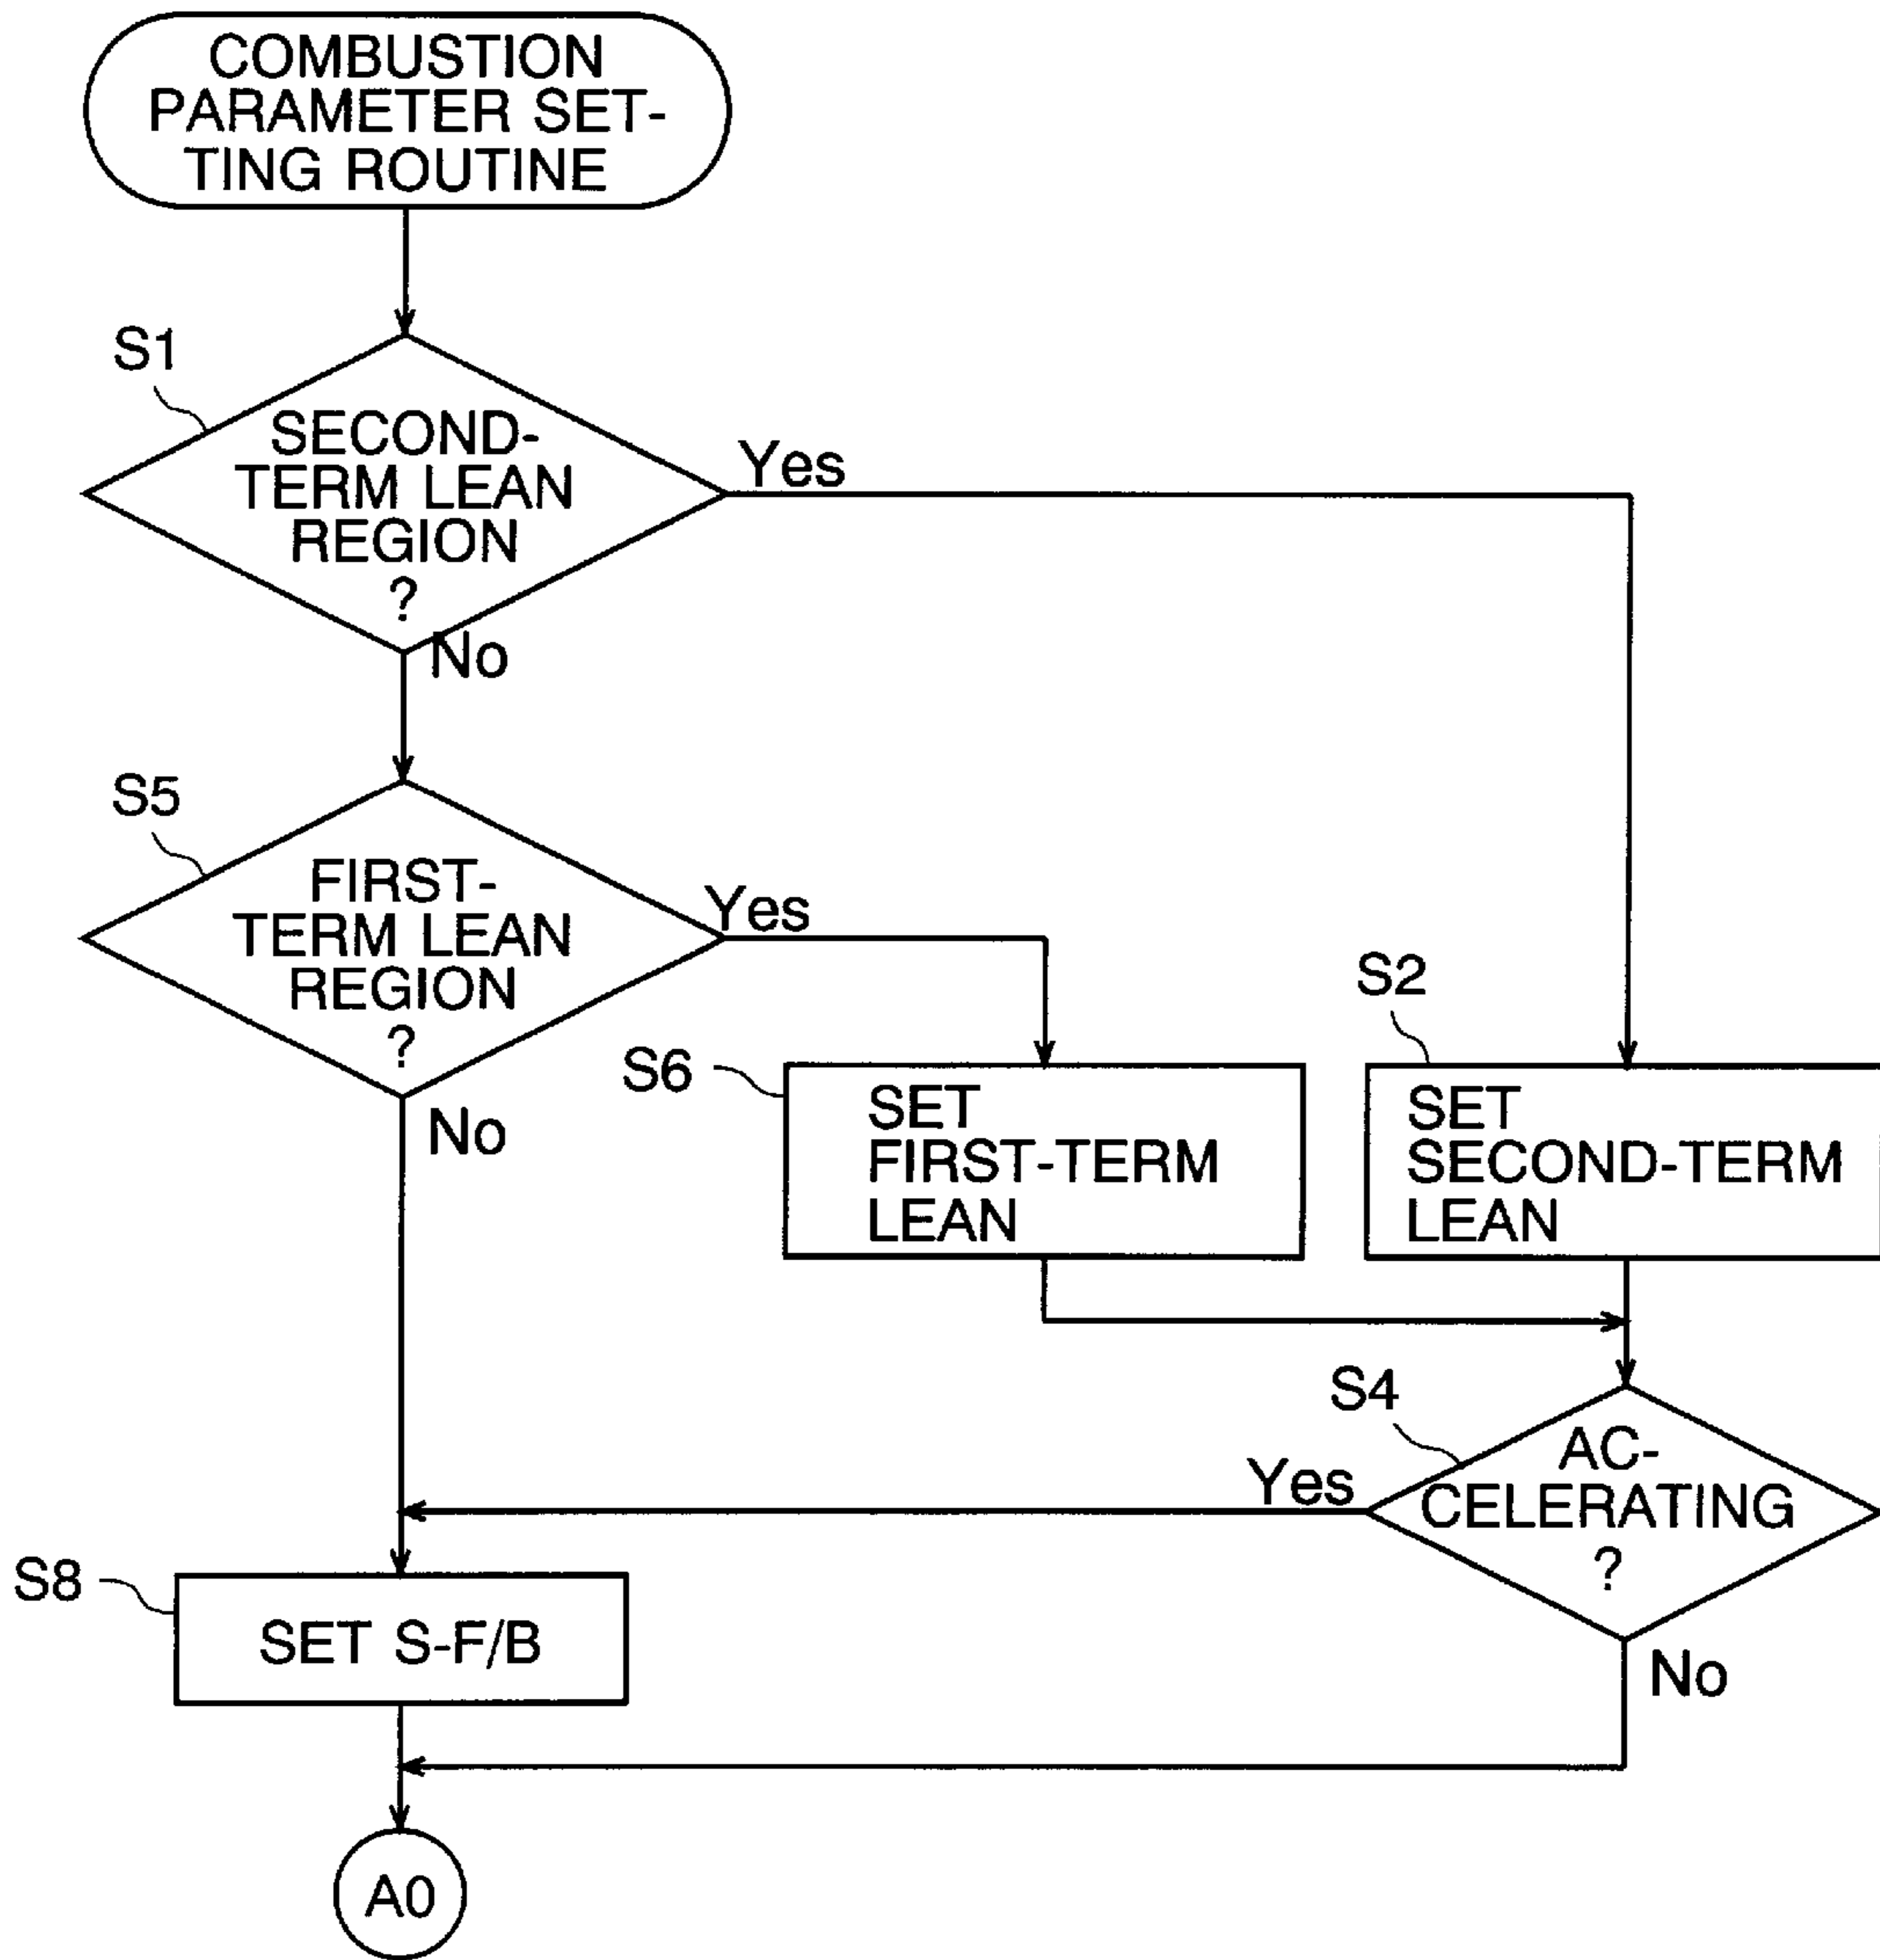 COMBUSTION
PARAMETER SET-
TING ROUTINE
S1
SECOND-
TERM LEAN
REGION
?
Yes
No
S5
FIRST-
TERM LEAN
REGION
?
Yes
No
S6
SET
FIRST-TERM
LEAN
S2
SET
SECOND-TERM
LEAN
S4
AC-
CELERATING
?
Yes
No
S8
SET S-F/B
A0